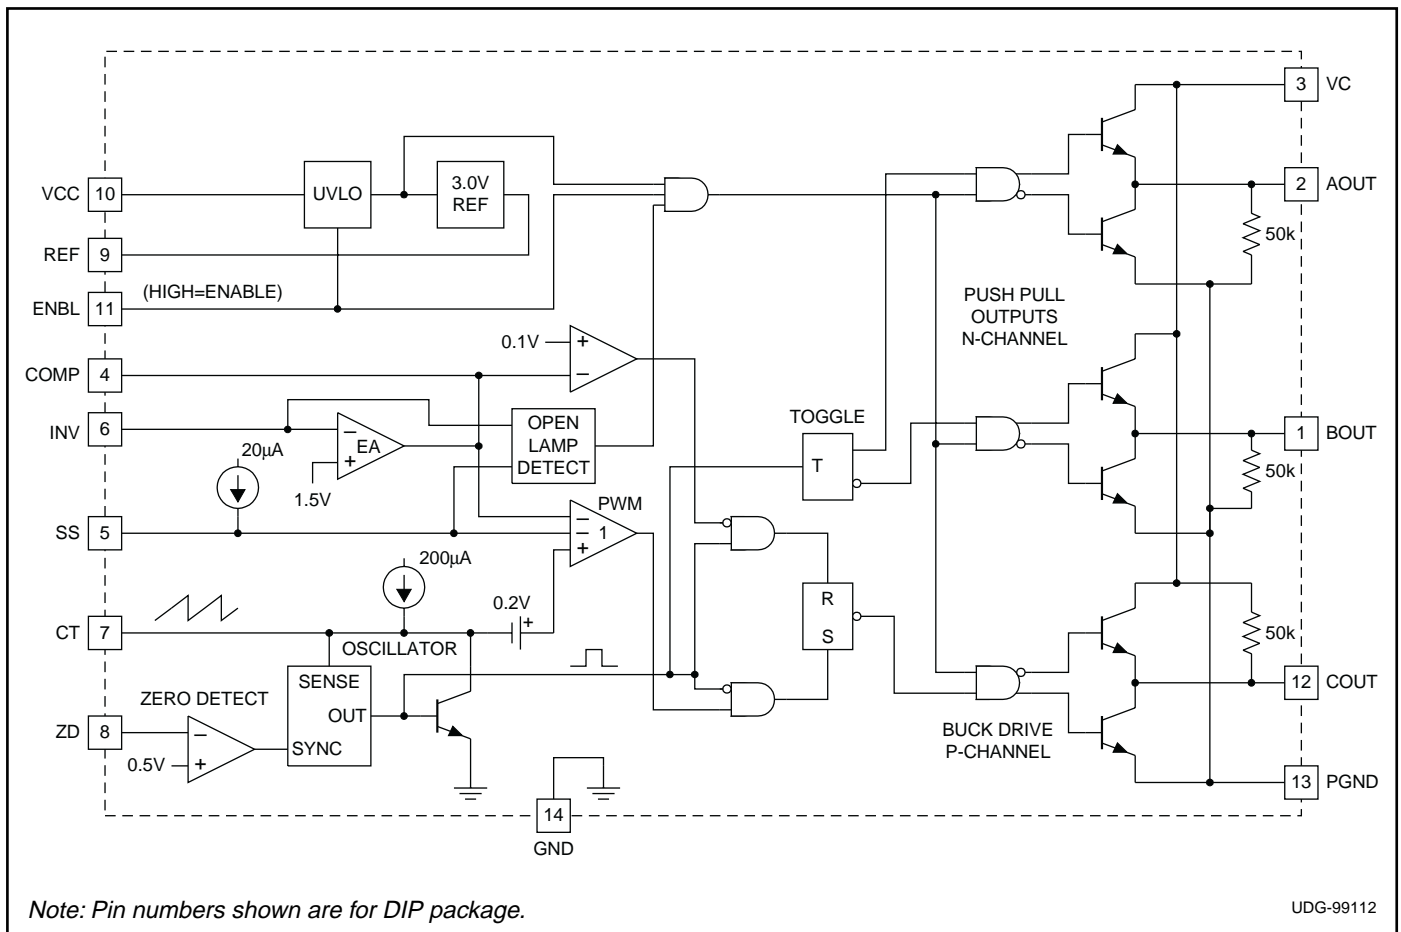 3 VC
VCC 10
UVLO
3.0V
REF
2 AOUT
50k
REF 9
(HIGH=ENABLE)
ENBL 11
PUSH PULL
OUTPUTS
N-CHANNEL
0.1V
+
−
COMP 4
INV 6
−
EA
+
1.5V
20µA
OPEN
LAMP
DETECT
TOGGLE
T
1 BOUT
50k
SS 5
PWM
−
−
1
+
200µA
0.2V
+
R
S
CT 7
OSCILLATOR
50k
SENSE
OUT
SYNC
ZERO DETECT
12 COUT
ZD 8
−
+
0.5V
BUCK DRIVE
P-CHANNEL
13 PGND
14
GND
Note: Pin numbers shown are for DIP package.
UDG-99112